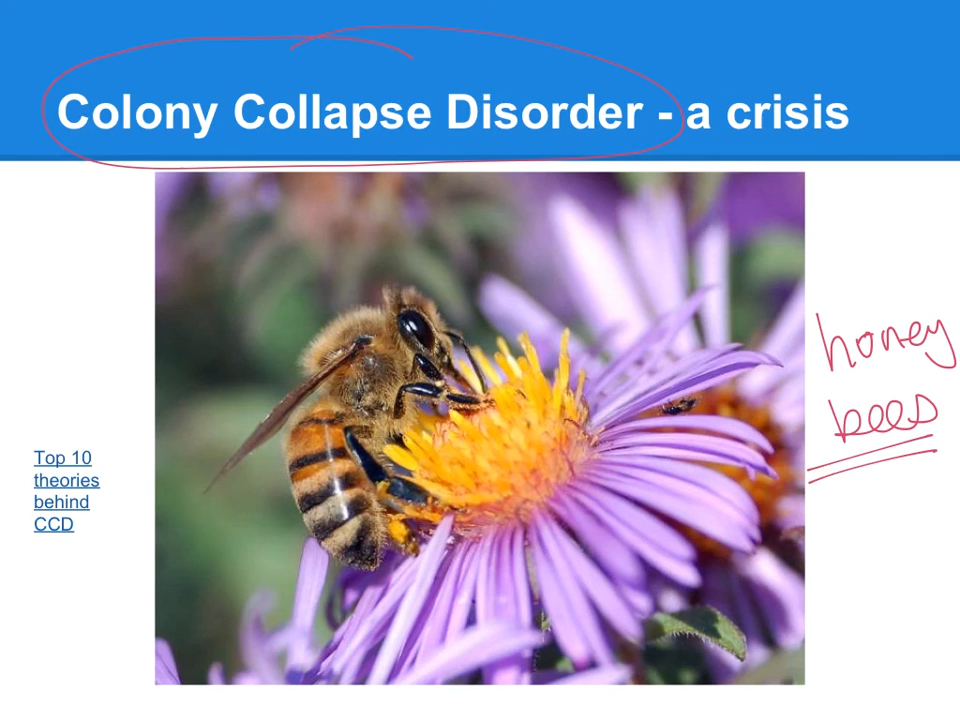 Colony Collapse Disorder - a crisis
honey
bees
Top 10
theories
behind
CCD